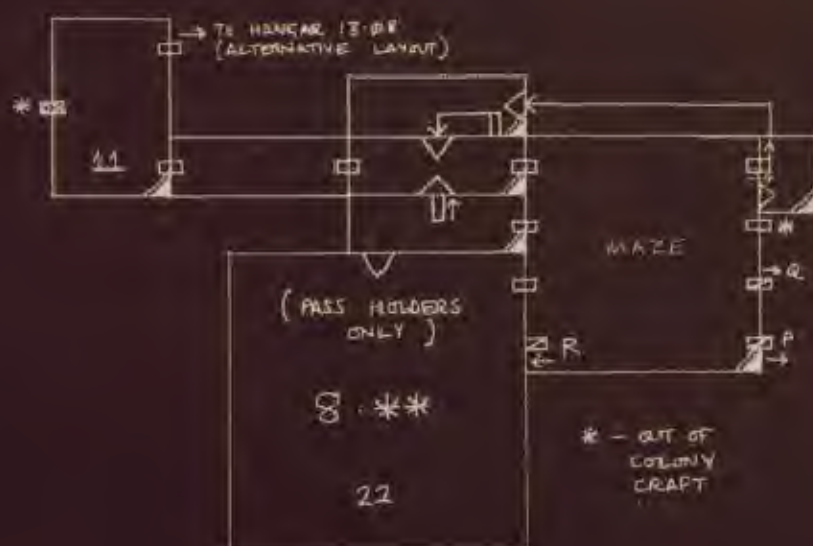 → TO HANGAR 13·08
(ALTERNATIVE LAYOUT)
*
11
MAZE
*
→ Q
(PASS HOLDERS
ONLY)
← R
P →
8·**
22
* - OUT OF
COLONY
CRAFT